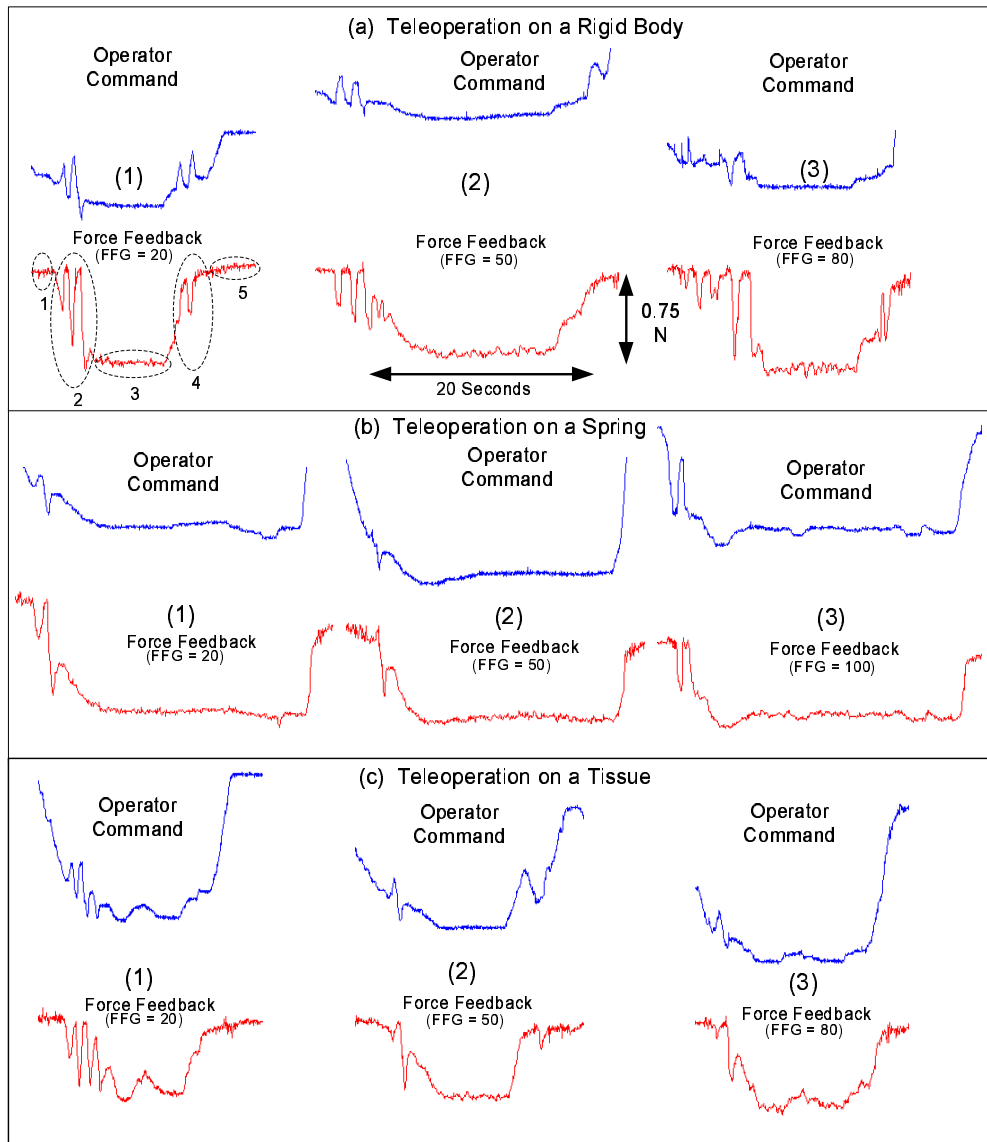 (a) Teleoperation on a Rigid Body
Operator
Command
Operator
Command
Operator
Command
(1)
(2)
(3)
Force Feedback
(FFG = 20)
Force Feedback
(FFG = 50)
Force Feedback
(FFG = 80)
1
2
3
4
5
0.75
N
20 Seconds
(b) Teleoperation on a Spring
Operator
Command
Operator
Command
Operator
Command
(1)
(2)
(3)
Force Feedback
(FFG = 20)
Force Feedback
(FFG = 50)
Force Feedback
(FFG = 100)
(c) Teleoperation on a Tissue
Operator
Command
Operator
Command
Operator
Command
(1)
(2)
(3)
Force Feedback
(FFG = 20)
Force Feedback
(FFG = 50)
Force Feedback
(FFG = 80)